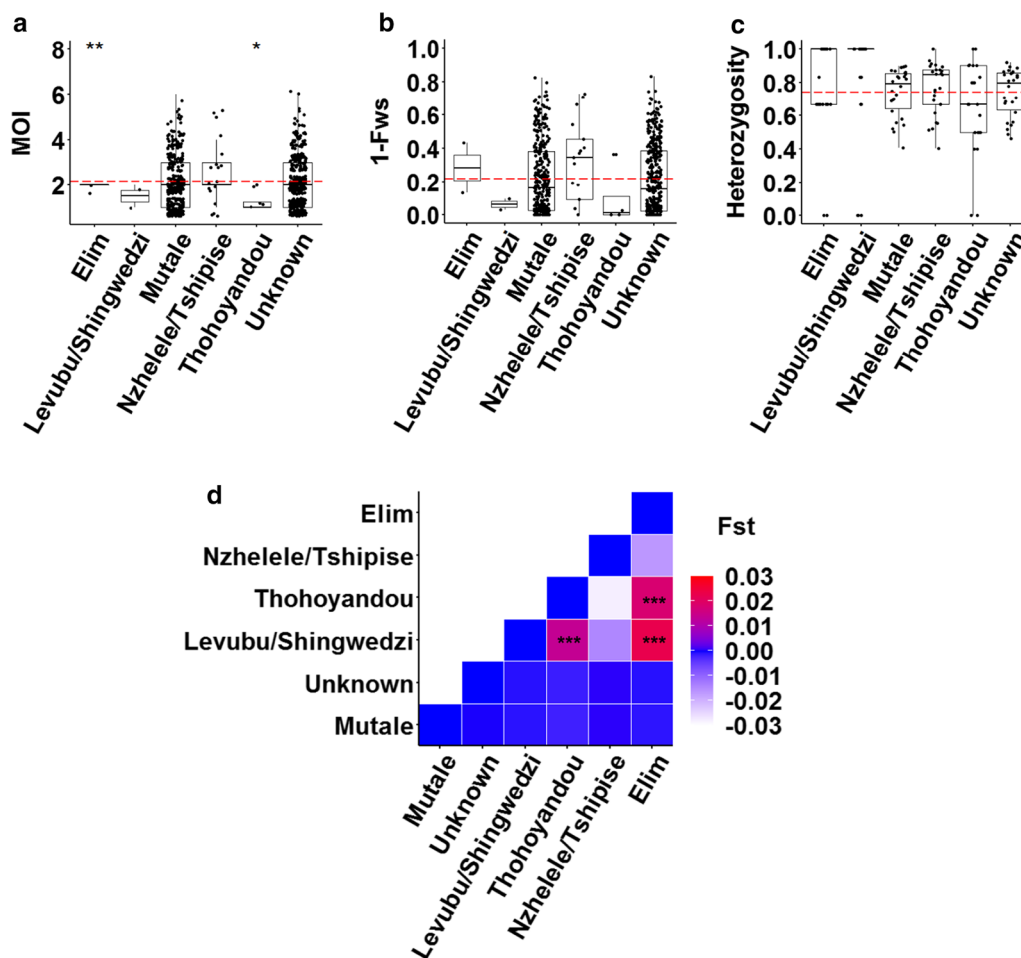 a
b
c
8
6
4
2
MOI
**
*
Elim
Levubu/Shingwedzi
Mutale
Nzhelele/Tshipise
Thohoyandou
Unknown
1.0
0.8
0.6
0.4
0.2
0.0
1-Fws
Elim
Levubu/Shingwedzi
Mutale
Nzhelele/Tshipise
Thohoyandou
Unknown
1.0
0.8
0.6
0.4
0.2
0.0
Heterozygosity
Elim
Levubu/Shingwedzi
Mutale
Nzhelele/Tshipise
Thohoyandou
Unknown
d
Elim
Nzhelele/Tshipise
Thohoyandou
Levubu/Shingwedzi
Unknown
Mutale
***
*** ***
Mutale
Unknown
Levubu/Shingwedzi
Thohoyandou
Nzhelele/Tshipise
Elim
Fst
0.03
0.02
0.01
0.00
-0.01
-0.02
-0.03